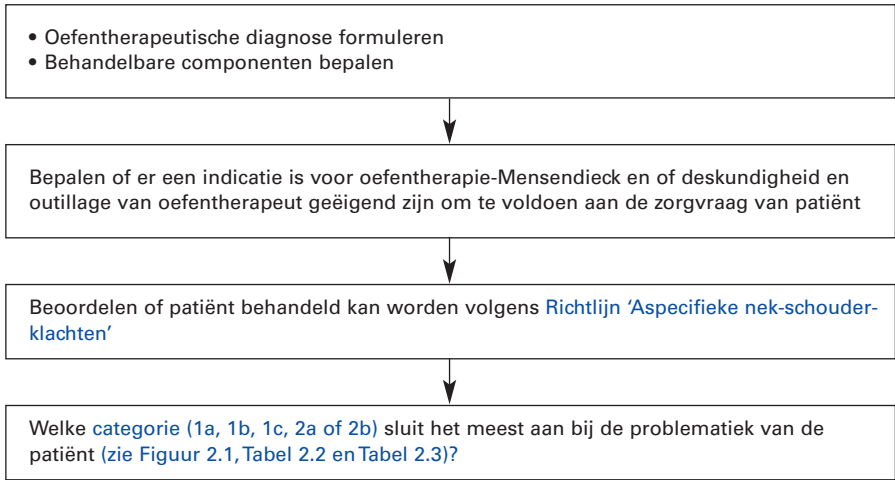 • Oefentherapeutische diagnose formuleren
• Behandelbare componenten bepalen
Bepalen of er een indicatie is voor oefentherapie-Mensendieck en of deskundigheid en
outillage van oefentherapeut geëigend zijn om te voldoen aan de zorgvraag van patiënt
Beoordelen of patiënt behandeld kan worden volgens Richtlijn ‘Aspecifieke nek-schouder-
klachten’
Welke categorie (1a, 1b, 1c, 2a of 2b) sluit het meest aan bij de problematiek van de
patiënt (zie Figuur 2.1, Tabel 2.2 en Tabel 2.3)?